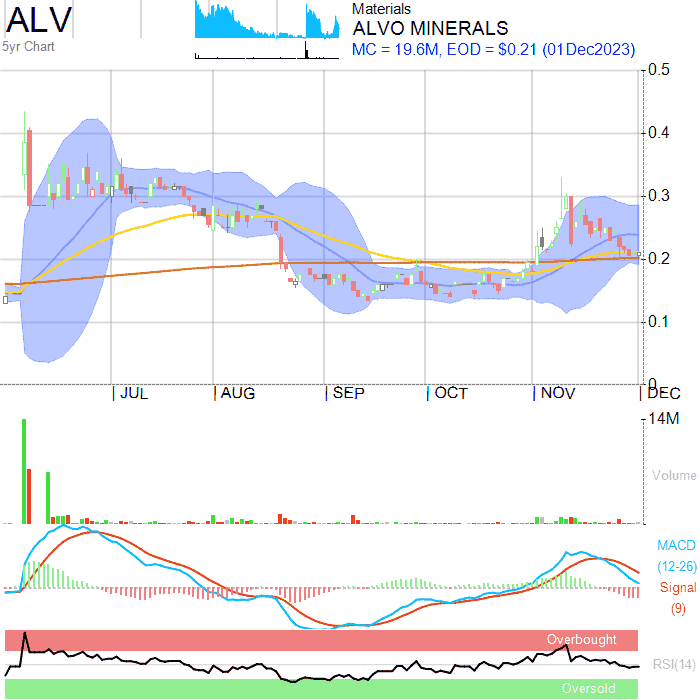 ALV
5yr Chart
Materials
ALVO MINERALS
MC = 19.6M, EOD = $0.21 (01Dec2023)
0.5
0.4
0.3
0.2
0.1
0
JUL AUG SEP OCT NOV DEC
14M
Volume
MACD
(12-26)
Signal
(9)
Overbought
RSI(14)
Oversold